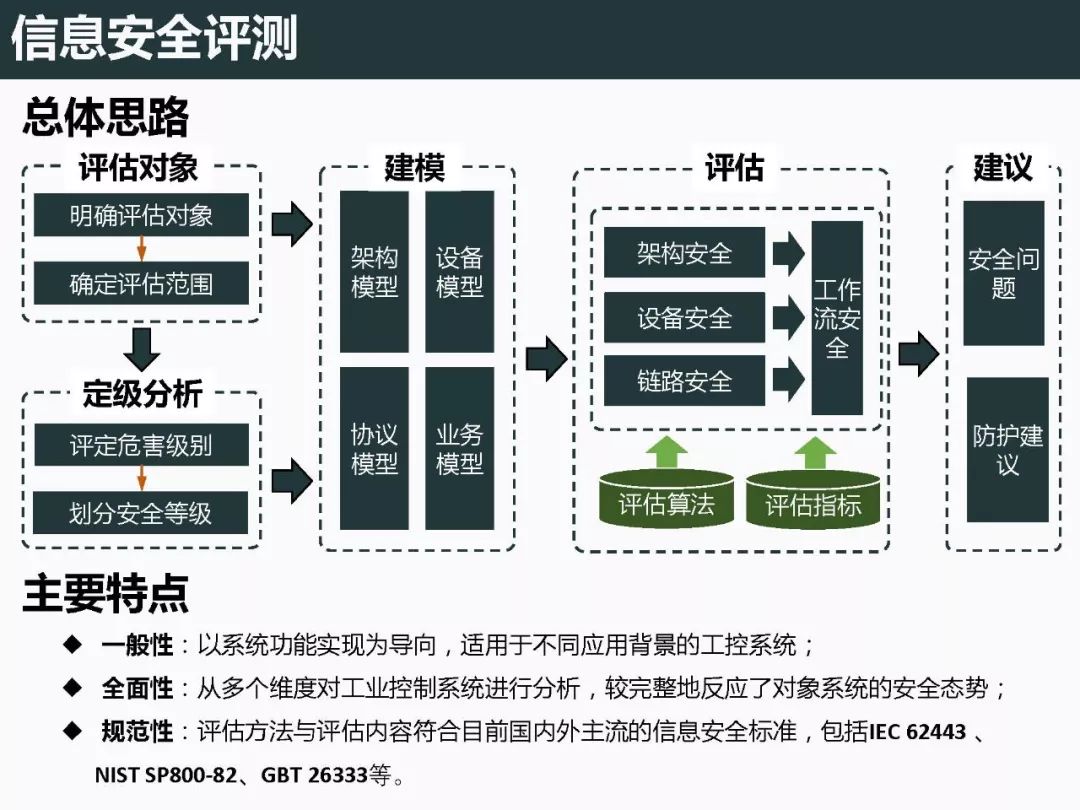 信息安全评测
总体思路
评估对象
明确评估对象
确定评估范围
定级分析
评定危害级别
划分安全等级
建模
架构
模型
设备
模型
协议
模型
业务
模型
评估
架构安全
设备安全
链路安全
工作
流安
全
评估算法
评估指标
建议
安全问
题
防护建
议
主要特点
◆ 一般性：以系统功能实现为导向，适用于不同应用背景的工控系统；
◆ 全面性：从多个维度对工业控制系统进行分析，较完整地反应了对象系统的安全态势；
◆ 规范性：评估方法与评估内容符合目前国内外主流的信息安全标准，包括IEC 62443 、
NIST SP800-82、GBT 26333等。